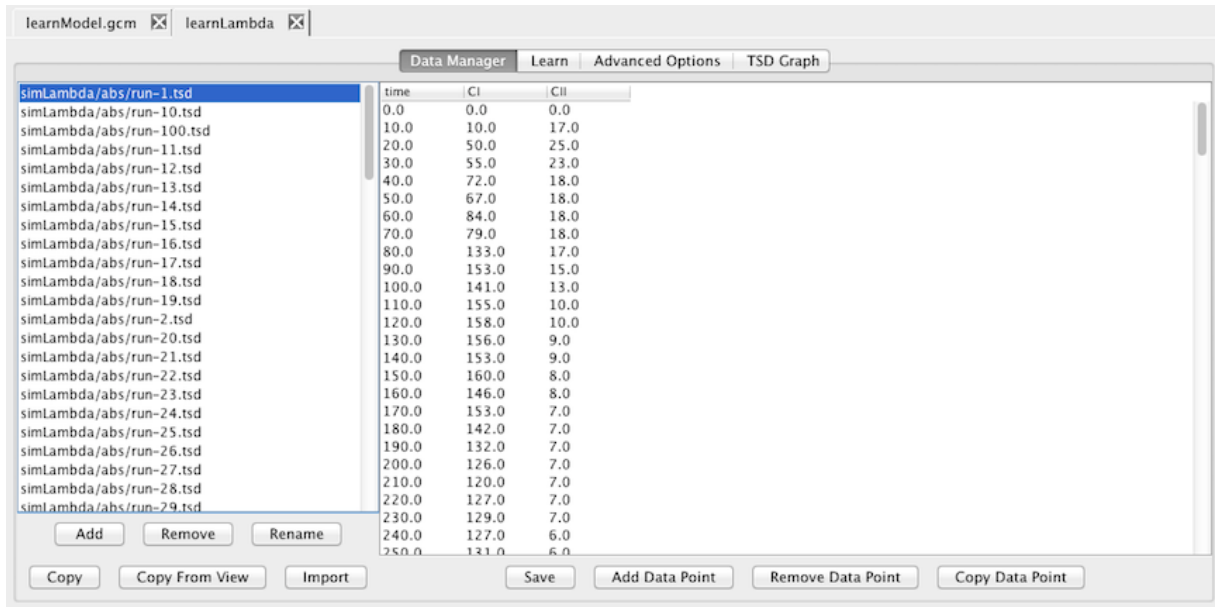 learnModel.gcm learnLambda
Data Manager Learn Advanced Options TSD Graph
simLambda/abs/run-1.tsd
simLambda/abs/run-10.tsd
simLambda/abs/run-100.tsd
simLambda/abs/run-11.tsd
simLambda/abs/run-12.tsd
simLambda/abs/run-13.tsd
simLambda/abs/run-14.tsd
simLambda/abs/run-15.tsd
simLambda/abs/run-16.tsd
simLambda/abs/run-17.tsd
simLambda/abs/run-18.tsd
simLambda/abs/run-19.tsd
simLambda/abs/run-2.tsd
simLambda/abs/run-20.tsd
simLambda/abs/run-21.tsd
simLambda/abs/run-22.tsd
simLambda/abs/run-23.tsd
simLambda/abs/run-24.tsd
simLambda/abs/run-25.tsd
simLambda/abs/run-26.tsd
simLambda/abs/run-27.tsd
simLambda/abs/run-28.tsd
simLambda/abs/run-29.tsd
time CI CII
0.0 0.0 0.0
10.0 10.0 17.0
20.0 50.0 25.0
30.0 55.0 23.0
40.0 72.0 18.0
50.0 67.0 18.0
60.0 84.0 18.0
70.0 79.0 18.0
80.0 133.0 17.0
90.0 153.0 15.0
100.0 141.0 13.0
110.0 155.0 10.0
120.0 158.0 10.0
130.0 156.0 9.0
140.0 153.0 9.0
150.0 160.0 8.0
160.0 146.0 8.0
170.0 153.0 7.0
180.0 142.0 7.0
190.0 132.0 7.0
200.0 126.0 7.0
210.0 120.0 7.0
220.0 127.0 7.0
230.0 129.0 7.0
240.0 127.0 6.0
250.0 131.0 6.0
Add Remove Rename
Copy Copy From View Import
Save Add Data Point Remove Data Point Copy Data Point